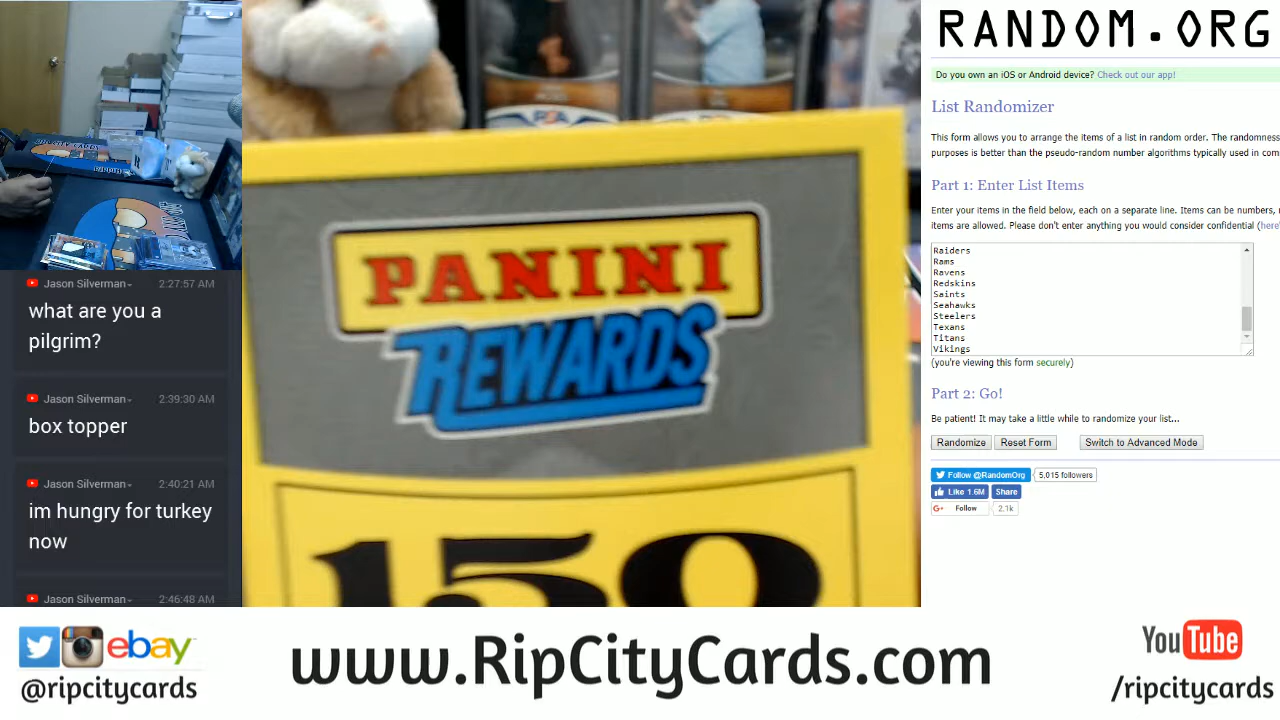 Jason Silverman 2:27:57 AM
what are you a
pilgrim?
Jason Silverman 2:39:30 AM
box topper
Jason Silverman 2:40:21 AM
im hungry for turkey
now
Jason Silverman 2:46:48 AM
RIP CITY CARDS
PSA
PANINI
REWARDS
150
RANDOM.ORG
Do you own an iOS or Android device? Check out our app!
List Randomizer
This form allows you to arrange the items of a list in random order. The randomness
purposes is better than the pseudo-random number algorithms typically used in com
Part 1: Enter List Items
Enter your items in the field below, each on a separate line. Items can be numbers,
items are allowed. Please don't enter anything you would consider confidential (here'
Raiders
Rams
Ravens
Redskins
Saints
Seahawks
Steelers
Texans
Titans
Vikings
(you're viewing this form securely)
Part 2: Go!
Be patient! It may take a little while to randomize your list...
Randomize Reset Form Switch to Advanced Mode
Follow @RandomOrg 5,015 followers
Like 1.6M Share
G+ Follow 2.1k
ebay
@ripcitycards
www.RipCityCards.com
YouTube
/ripcitycards